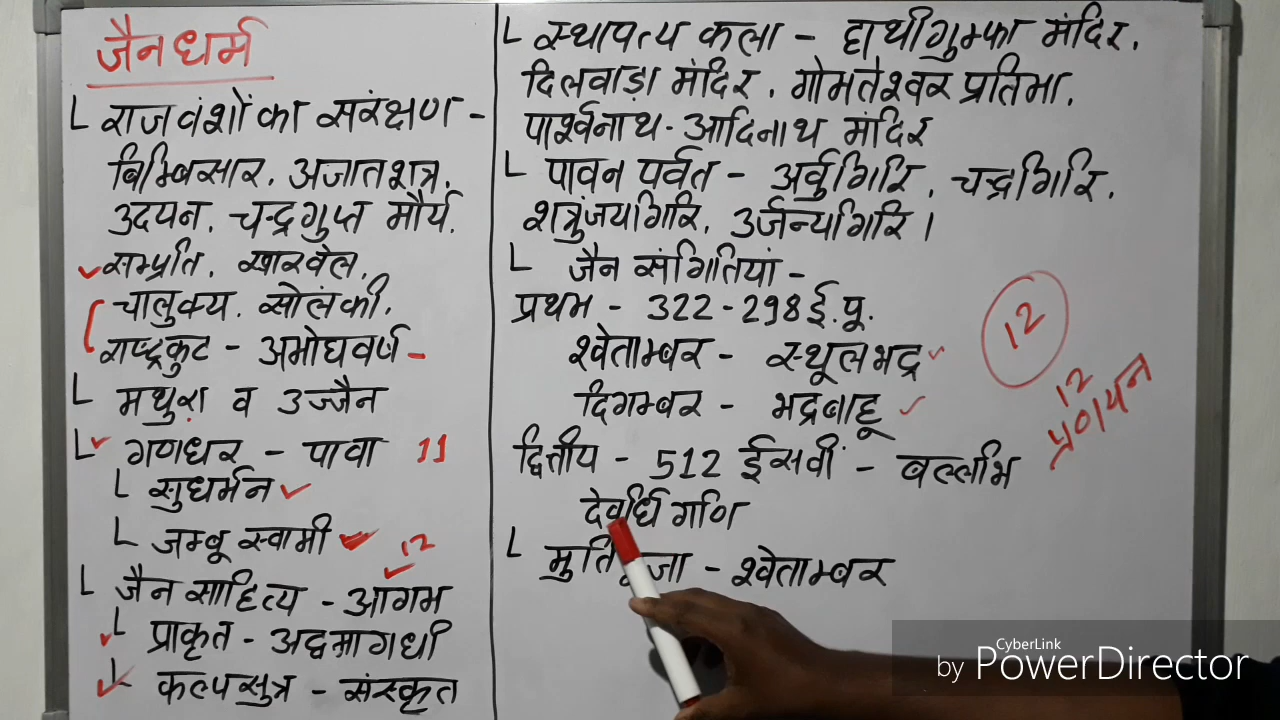 जैन धर्म
└ राजवंशों का संरक्षण -
बिम्बिसार, अजातशत्र,
उदयन, चन्द्रगुप्त मौर्य,
✓सम्प्रति, खारवेल,
चालुक्य, सोलंकी,
राष्ट्रकुट - अमोघवर्ष -
└ मथुरा व उज्जैन
└ गणधर - पावा 11
└ सुधर्मन ✓
└ जम्बू स्वामी ✓
12
└ जैन साहित्य - आगम
└ प्राकृत - अद्धमागधी
└ कल्पसुत्र - संस्कृत
└ स्थापत्य कला - हाथीगुम्फा मंदिर,
दिलवाड़ा मंदिर, गोमतेश्वर प्रतिमा,
पार्श्वनाथ - आदिनाथ मंदिर
└ पावन पर्वत - अर्वुगिरि, चन्द्रगिरि,
शत्रुंजयगिरि, उर्जन्यगिरि।
└ जैन संगितियां -
प्रथम - 322-298 ई.पू.
श्वेताम्बर - स्थूलभद्र ✓
दिगम्बर - भद्रबाहू ✓
द्वितीय - 512 ईसवीं - बल्लभि
देवर्धि गणि
└ मुर्ति पूजा - श्वेताम्बर
12
12
प्रणयन
CyberLink
by PowerDirector